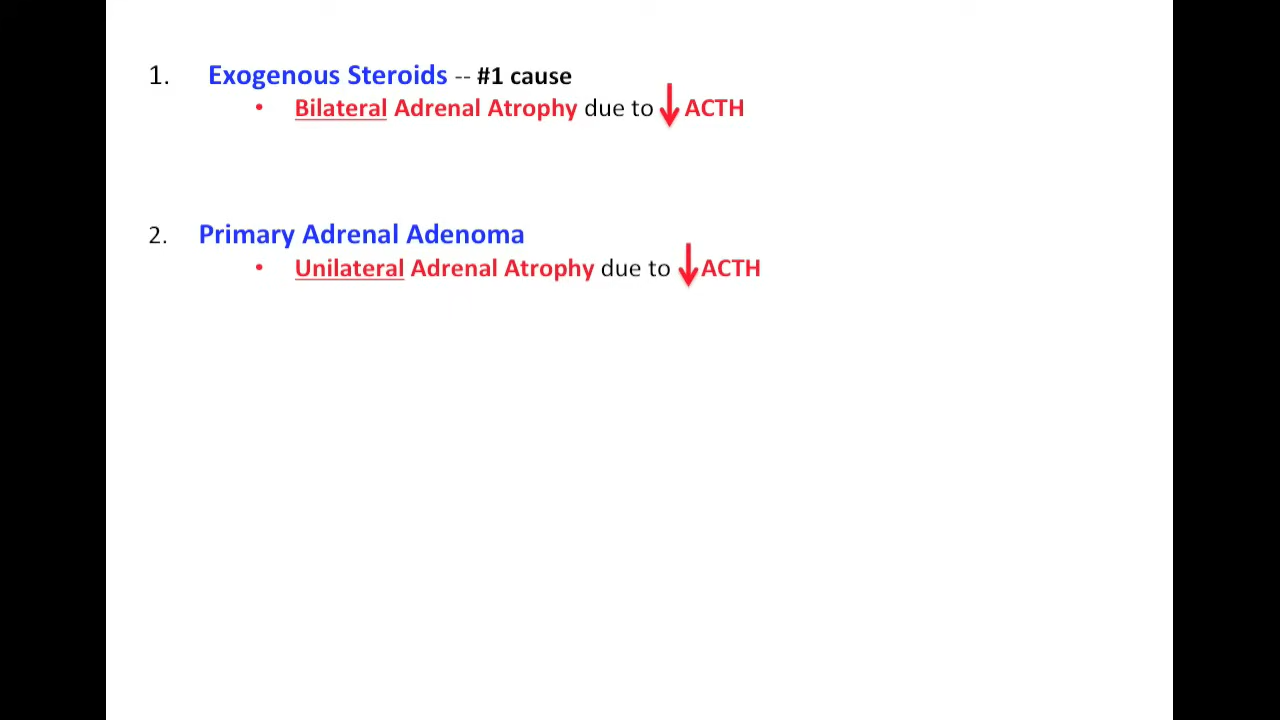 1. Exogenous Steroids -- #1 cause
• Bilateral Adrenal Atrophy due to ↓ ACTH
2. Primary Adrenal Adenoma
• Unilateral Adrenal Atrophy due to ↓ ACTH